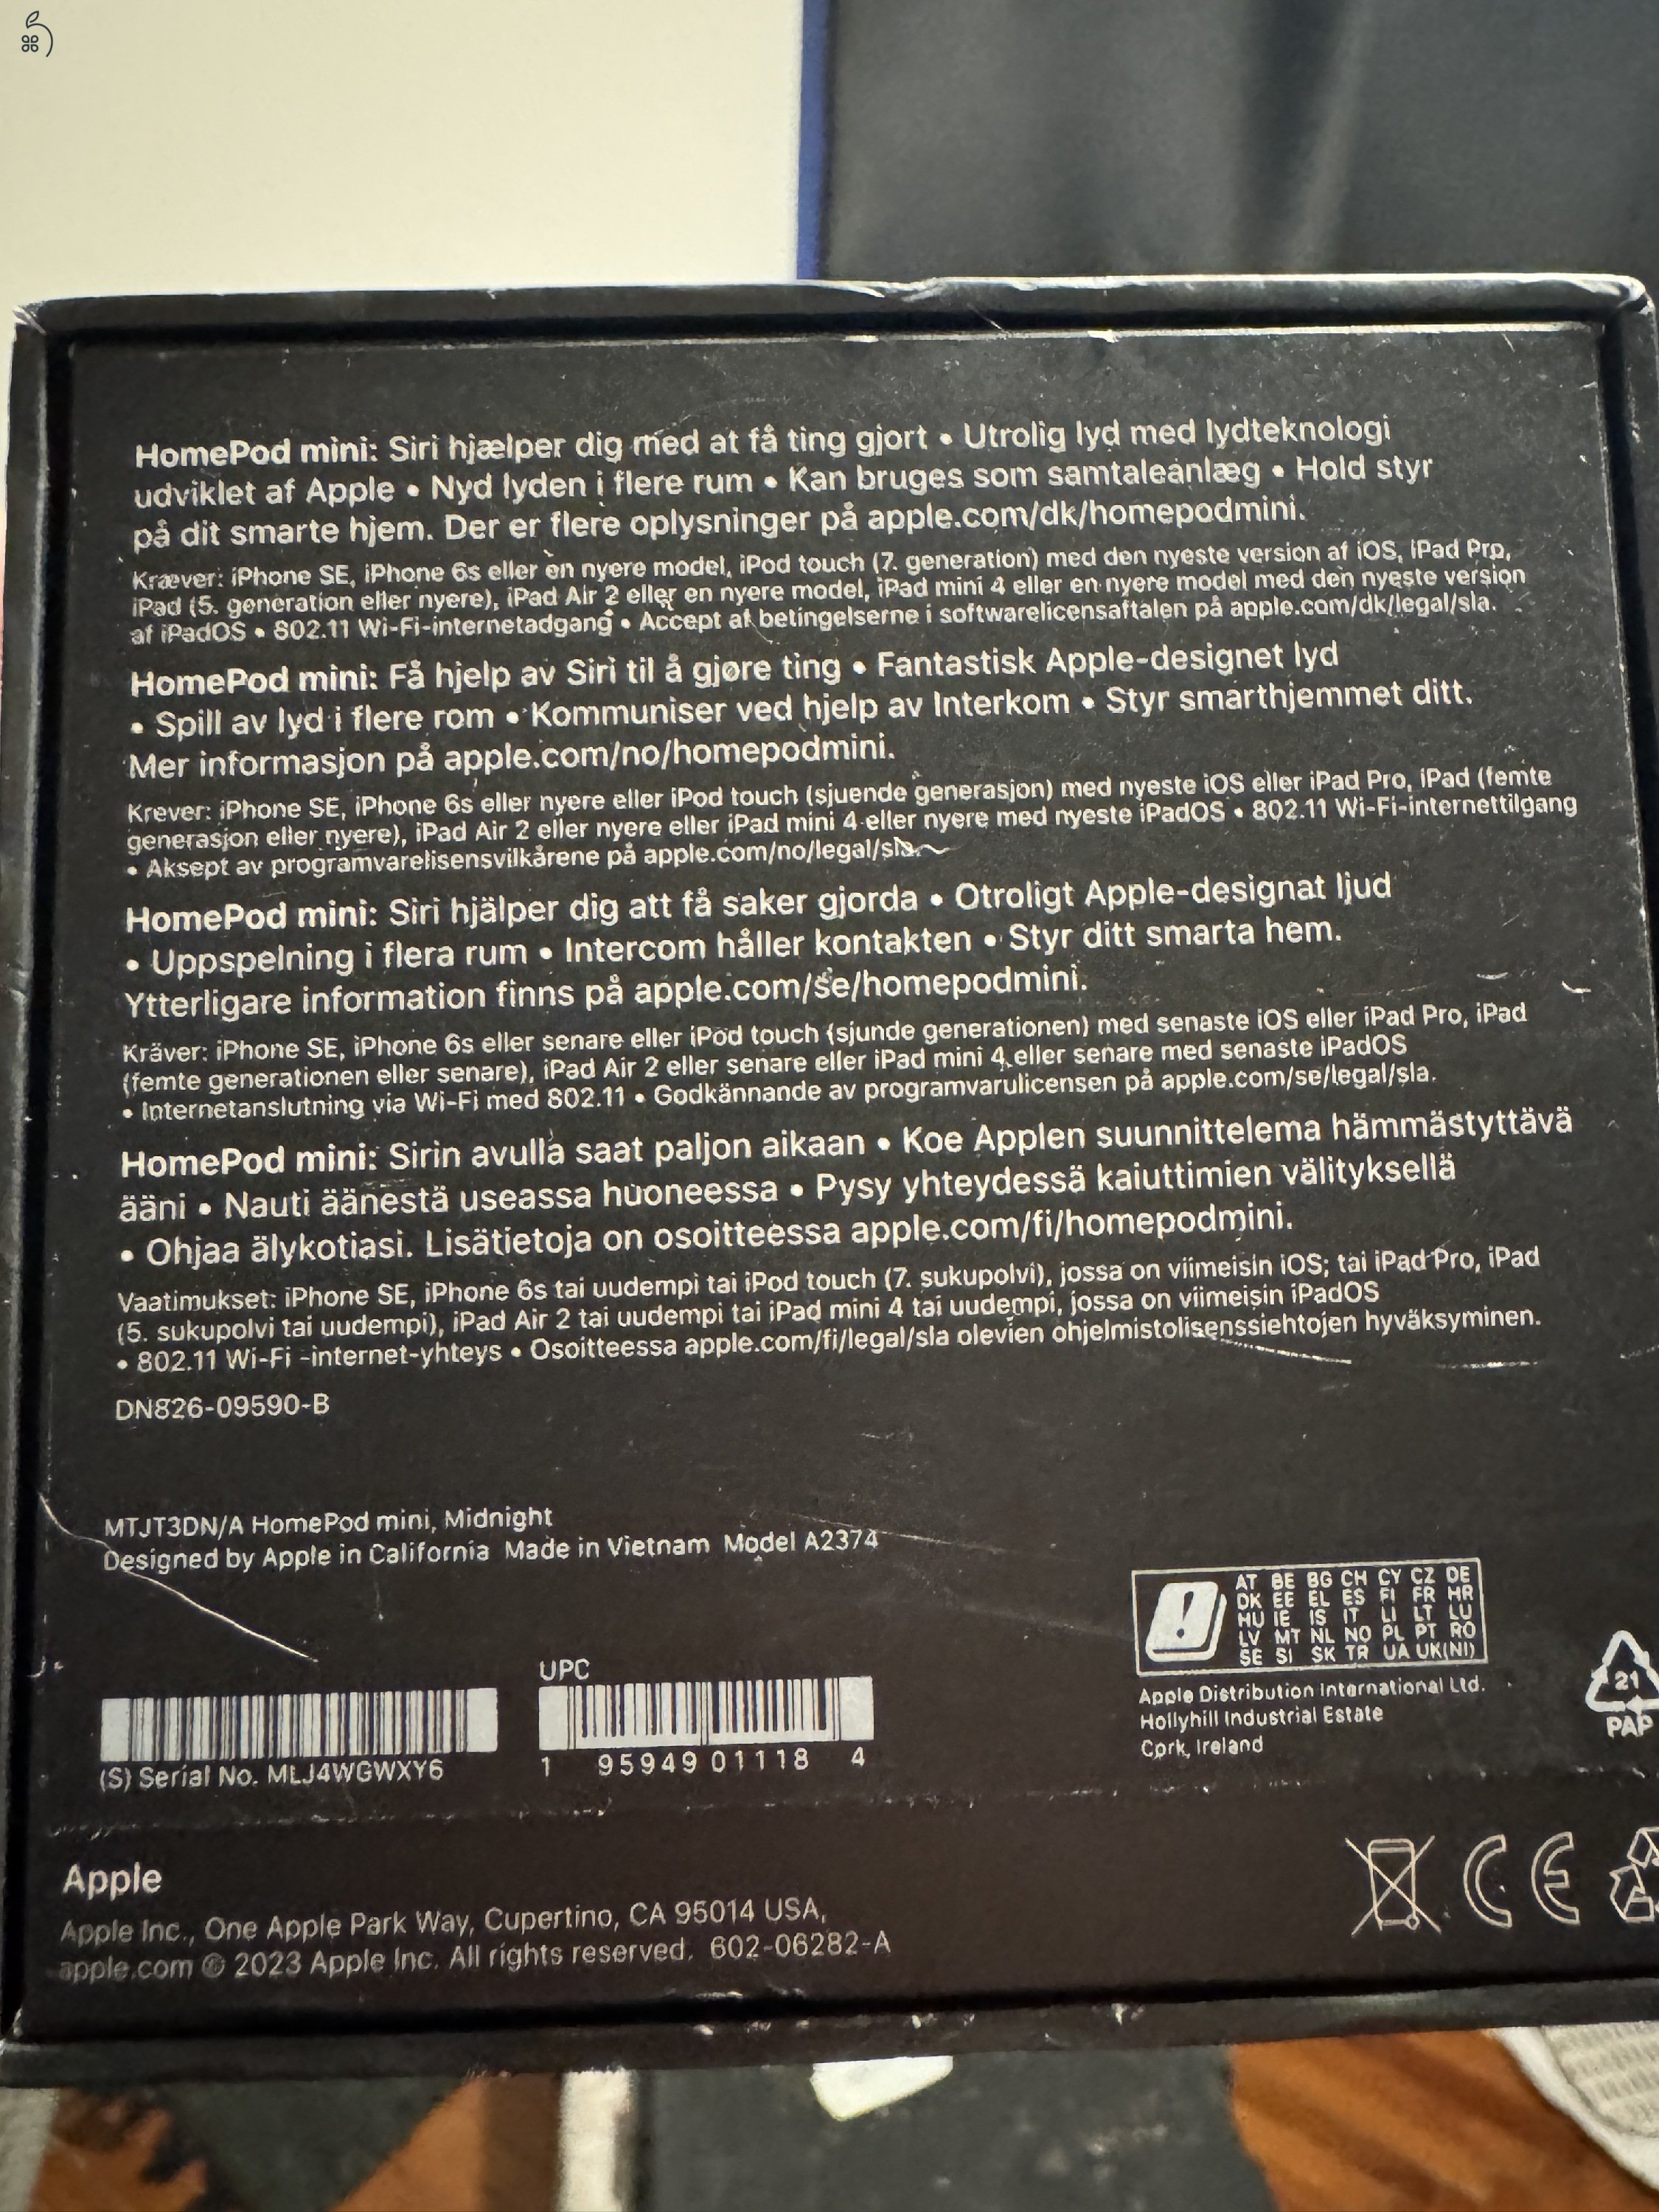 HomePod mini: Siri hjælper dig med at få ting gjort • Utrolig lyd med lydteknologi
udviklet af Apple • Nyd lyden i flere rum • Kan bruges som samtaleanlæg • Hold styr
på dit smarte hjem. Der er flere oplysninger på apple.com/dk/homepodmini.
Kræver: iPhone SE, iPhone 6s eller en nyere model, iPod touch (7. generation) med den nyeste version af iOS, iPad Pro,
iPad (5. generation eller nyere), iPad Air 2 eller en nyere model, iPad mini 4 eller en nyere model med den nyeste version
af iPadOS • 802.11 Wi-Fi-internetadgang • Accept af betingelserne i softwarelicensaftalen på apple.com/dk/legal/sla.
HomePod mini: Få hjelp av Siri til å gjøre ting • Fantastisk Apple-designet lyd
• Spill av lyd i flere rom • Kommuniser ved hjelp av Interkom • Styr smarthjemmet ditt.
Mer informasjon på apple.com/no/homepodmini.
Krever: iPhone SE, iPhone 6s eller nyere eller iPod touch (sjuende generasjon) med nyeste iOS eller iPad Pro, iPad (femte
generasjon eller nyere), iPad Air 2 eller nyere eller iPad mini 4 eller nyere med nyeste iPadOS • 802.11 Wi-Fi-internettilgang
• Aksept av programvarelisensvilkårene på apple.com/no/legal/sla.
HomePod mini: Siri hjälper dig att få saker gjorda • Otroligt Apple-designat ljud
• Uppspelning i flera rum • Intercom håller kontakten • Styr ditt smarta hem.
Ytterligare information finns på apple.com/se/homepodmini.
Kräver: iPhone SE, iPhone 6s eller senare eller iPod touch (sjunde generationen) med senaste iOS eller iPad Pro, iPad
(femte generationen eller senare), iPad Air 2 eller senare eller iPad mini 4 eller senare med senaste iPadOS
• Internetanslutning via Wi-Fi med 802.11 • Godkännande av programvarulicensen på apple.com/se/legal/sla.
HomePod mini: Sirin avulla saat paljon aikaan • Koe Applen suunnittelema hämmästyttävä
ääni • Nauti äänestä useassa huoneessa • Pysy yhteydessä kaiuttimien välityksellä
• Ohjaa älykotiasi. Lisätietoja on osoitteessa apple.com/fi/homepodmini.
Vaatimukset: iPhone SE, iPhone 6s tai uudempi tai iPod touch (7. sukupolvi), jossa on viimeisin iOS; tai iPad Pro, iPad
(5. sukupolvi tai uudempi), iPad Air 2 tai uudempi tai iPad mini 4 tai uudempi, jossa on viimeisin iPadOS
• 802.11 Wi-Fi -internet-yhteys • Osoitteessa apple.com/fi/legal/sla olevien ohjelmistolisenssiehtojen hyväksyminen.
DN826-09590-B
MTJT3DN/A HomePod mini, Midnight
Designed by Apple in California Made in Vietnam Model A2374
AT BE BG CH CY CZ DE
DK EE EL ES FI FR HR
HU IE IS IT LI LT LU
LV MT NL NO PL PT RO
SE SI SK TR UA UK(NI)
UPC
(S) Serial No. MLJ4WGWXY6
1 95949 01118 4
Apple Distribution International Ltd.
Hollyhill Industrial Estate
Cork, Ireland
21
PAP
Apple
Apple Inc., One Apple Park Way, Cupertino, CA 95014 USA,
apple.com © 2023 Apple Inc. All rights reserved. 602-06282-A
CE